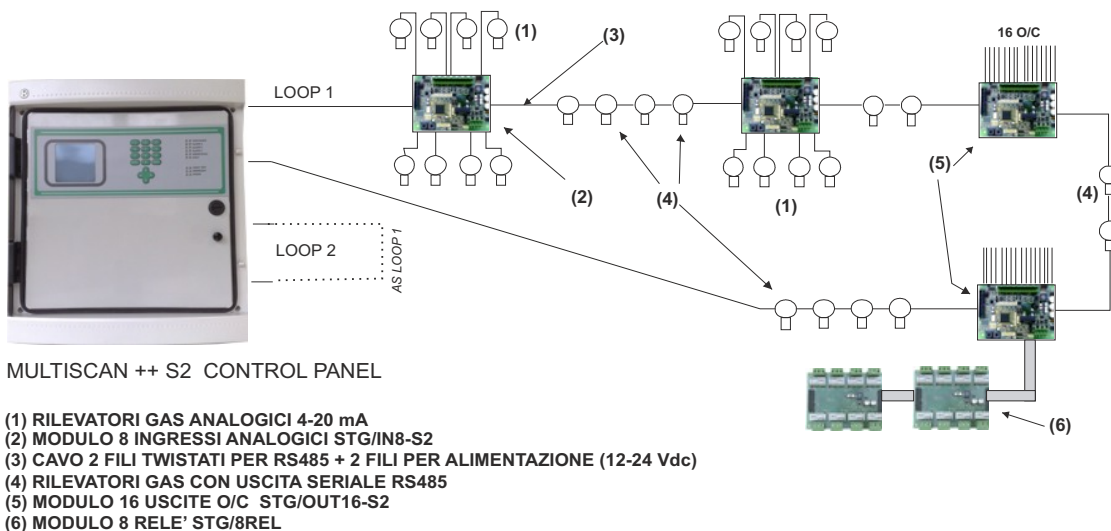 (1)
(3)
16 O/C
LOOP 1
(2)
(4)
(1)
(5)
(4)
LOOP 2
AS LOOP1
MULTISCAN ++ S2 CONTROL PANEL
(6)
(1) RILEVATORI GAS ANALOGICI 4-20 mA
(2) MODULO 8 INGRESSI ANALOGICI STG/IN8-S2
(3) CAVO 2 FILI TWISTATI PER RS485 + 2 FILI PER ALIMENTAZIONE (12-24 Vdc)
(4) RILEVATORI GAS CON USCITA SERIALE RS485
(5) MODULO 16 USCITE O/C STG/OUT16-S2
(6) MODULO 8 RELE' STG/8REL